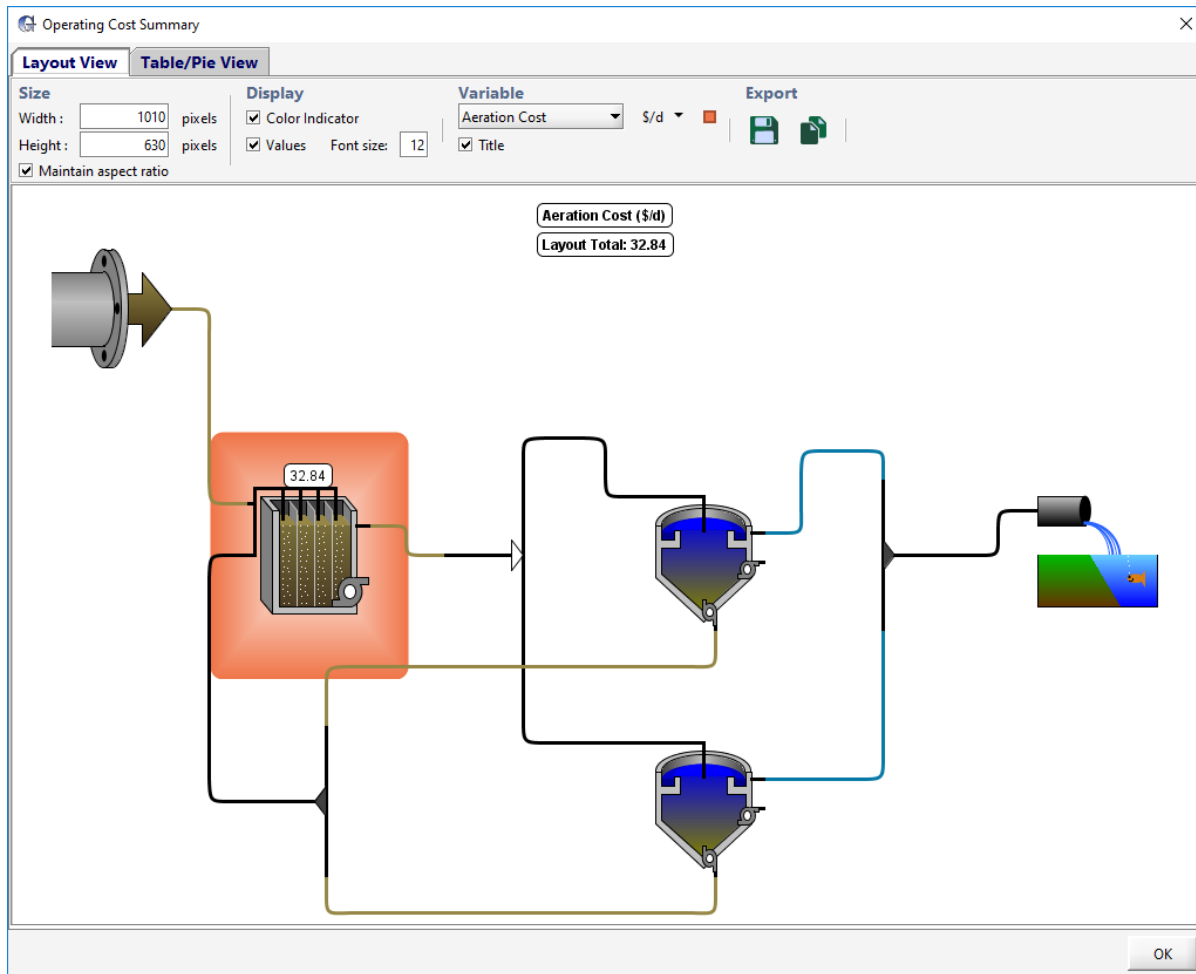 Operating Cost Summary
Layout View Table/Pie View
Size Display Variable Export
Width : 1010 pixels Color Indicator Aeration Cost $/d
Height : 630 pixels Values Font size: 12 Title
Maintain aspect ratio
Aeration Cost ($/d)
Layout Total: 32.84
32.84
OK